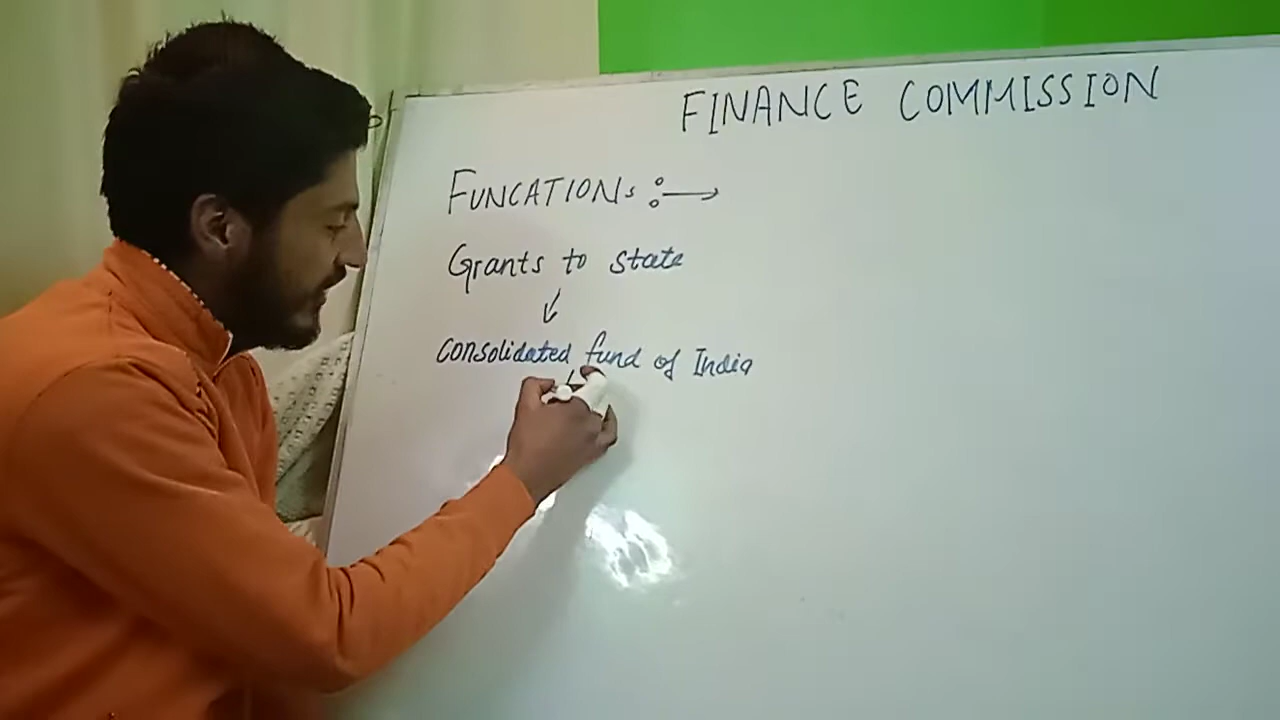 FINANCE COMMISSION
FUNCATIONs :→
Grants to state
↓
Consolidated fund of India